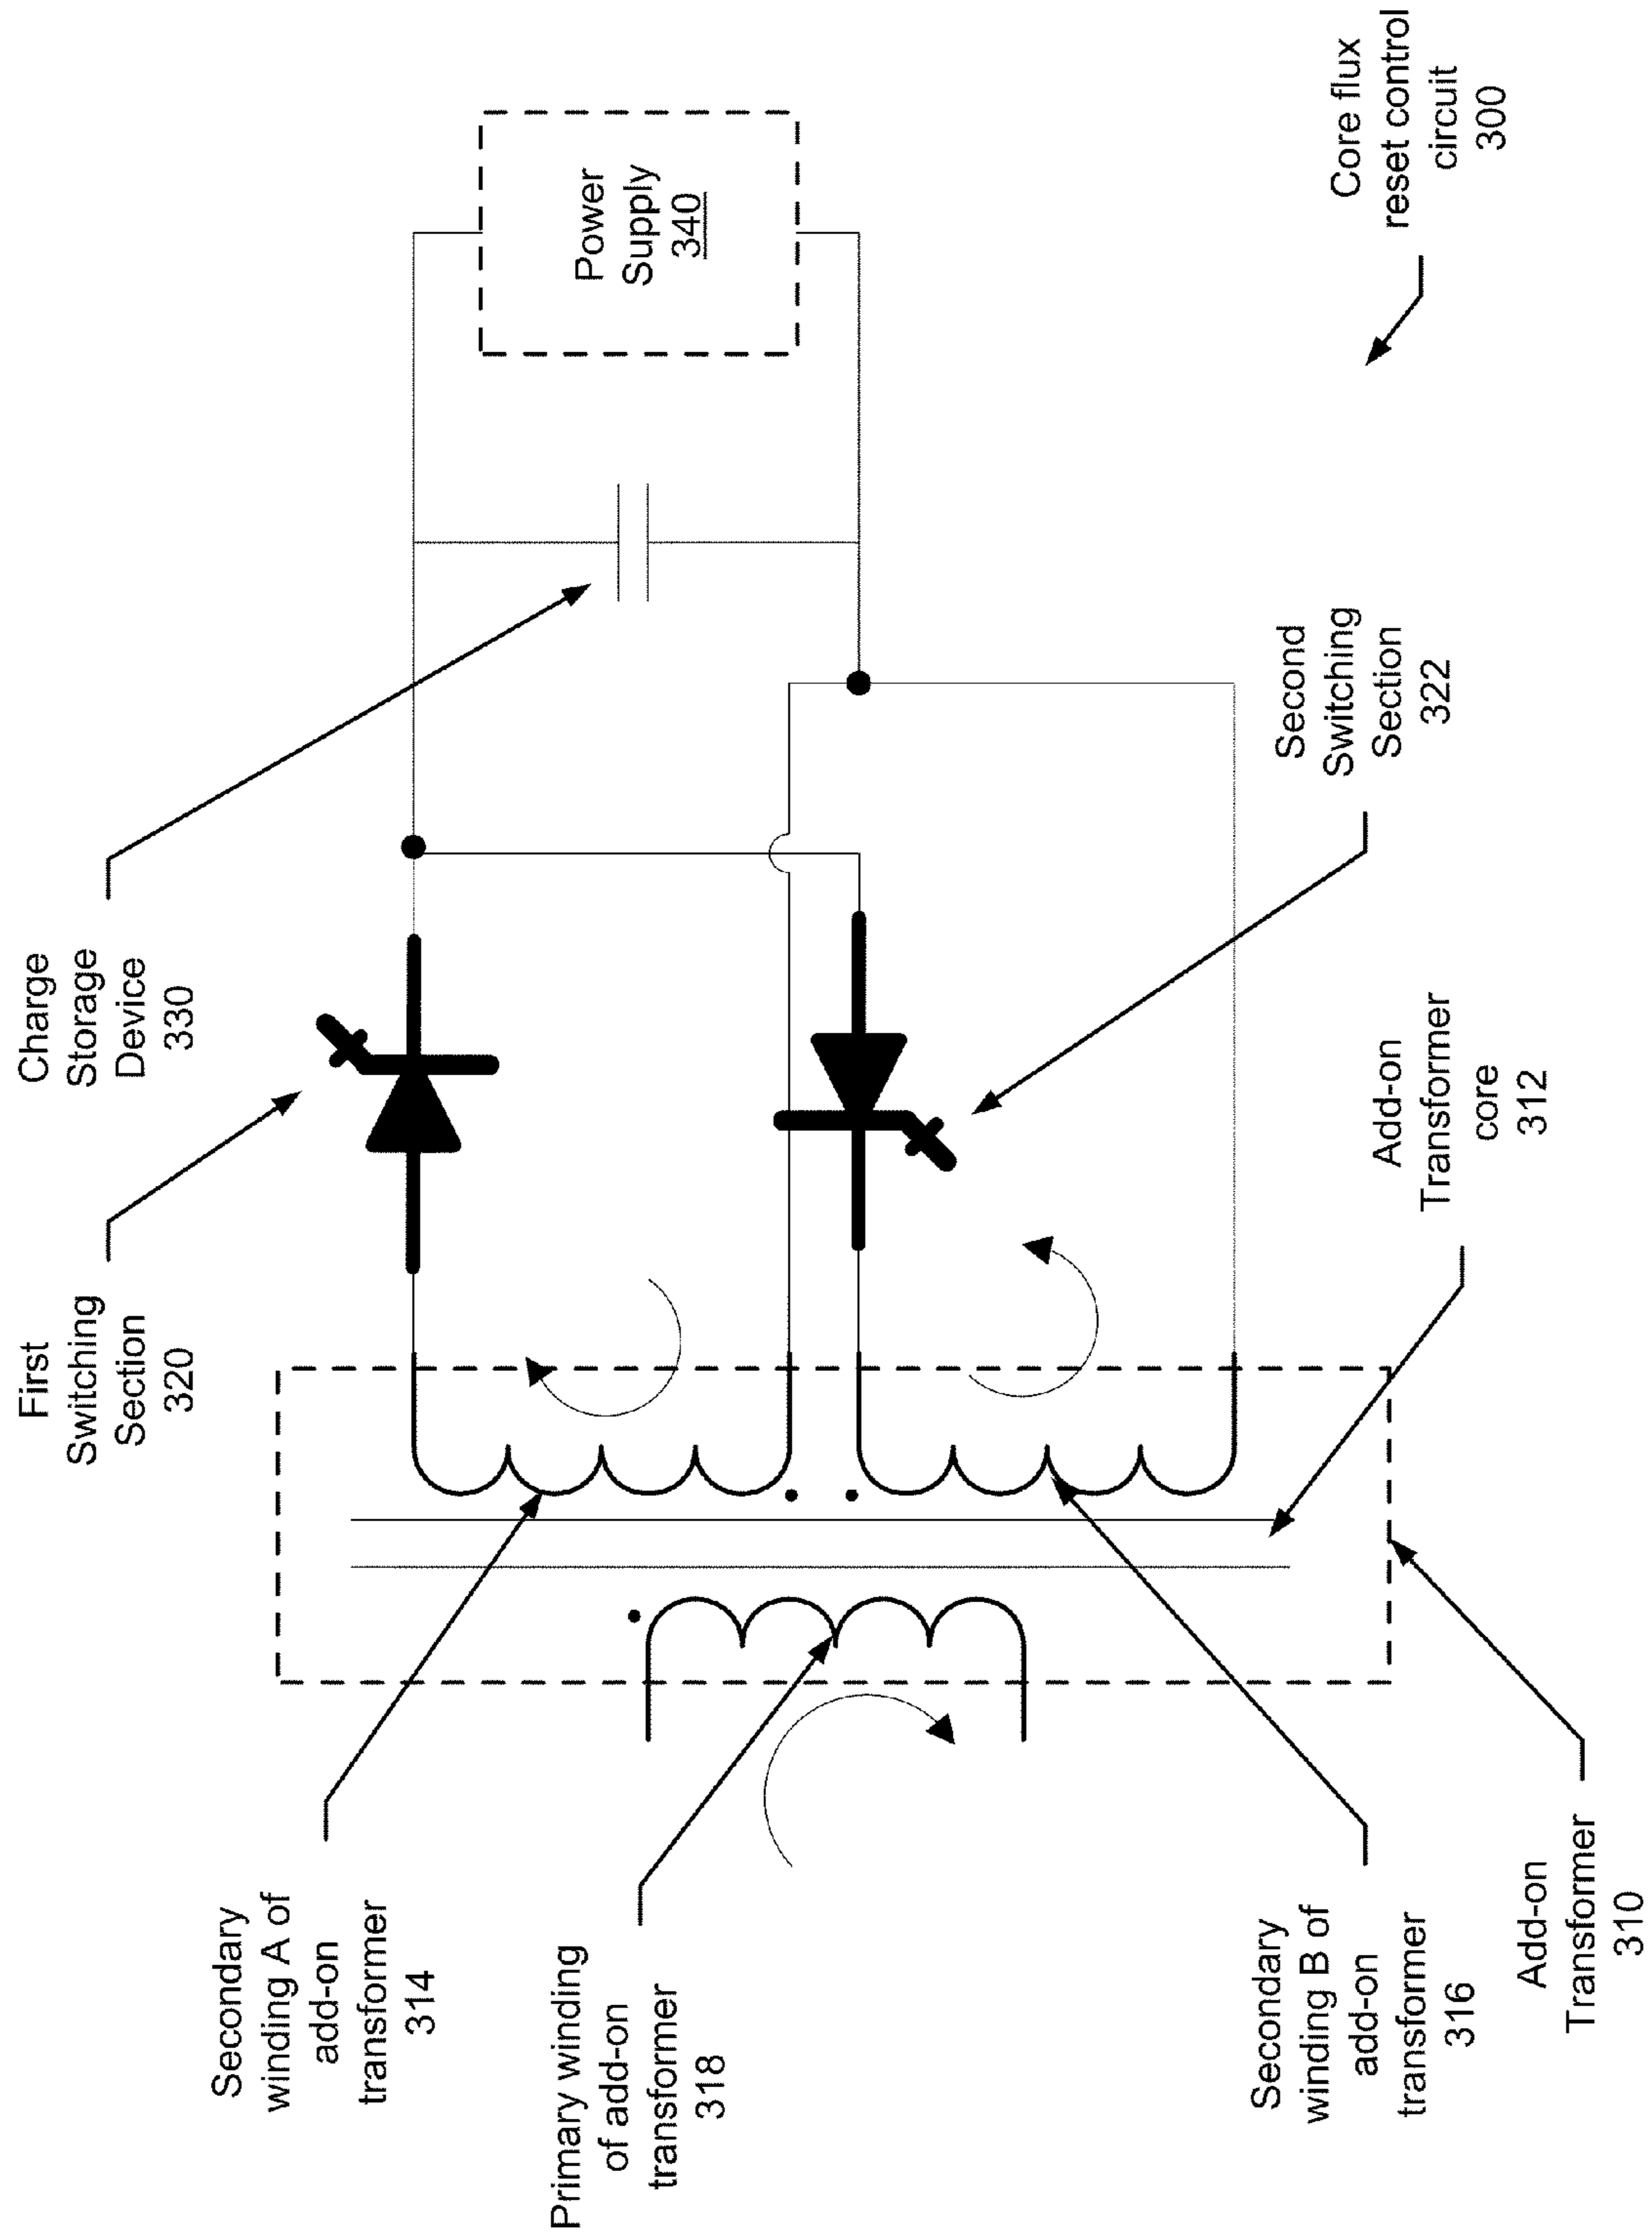 First
Switching
Section
320
Charge
Storage
Device
330
Secondary
winding A of
add-on
transformer
314
Primary winding
of add-on
transformer
318
Power
Supply
340
Second
Switching
Section
322
Add-on
Transformer
core
312
Secondary
winding B of
add-on
transformer
316
Add-on
Transformer
310
Core flux
reset control
circuit
300